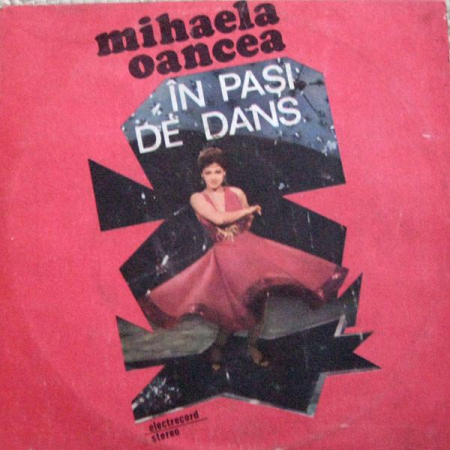 mihaela
oancea
ÎN PAȘI
DE DANS
electrecord
stereo